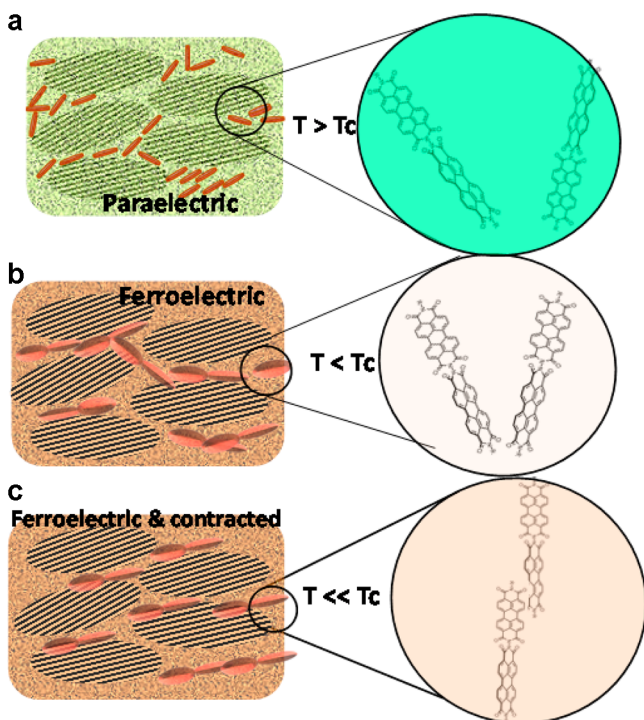 a
T > Tc
Paraelectric
b
Ferroelectric
T < Tc
c
Ferroelectric & contracted
T << Tc